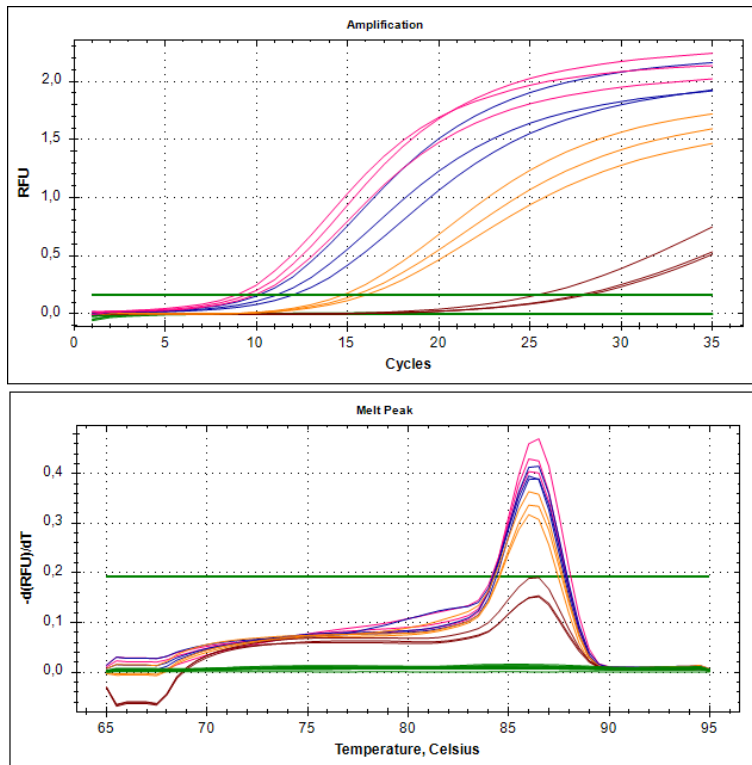 Amplification
2,0
1,5
1,0
0,5
0,0
RFU
0 5 10 15 20 25 30 35
Cycles
Melt Peak
0,4
0,3
0,2
0,1
0,0
-d(RFU)/dT
65 70 75 80 85 90 95
Temperature, Celsius